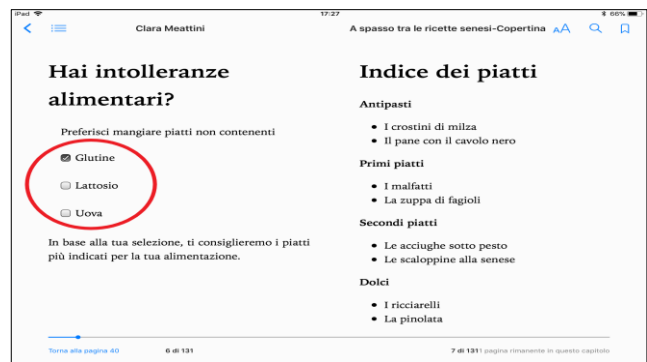 iPad
17:27
66%
Clara Meattini
A spasso tra le ricette senesi-Copertina
AA
Hai intolleranze
alimentari?
Preferisci mangiare piatti non contenenti
Glutine
Lattosio
Uova
In base alla tua selezione, ti consiglieremo i piatti
più indicati per la tua alimentazione.
Torna alla pagina 40
6 di 131
Indice dei piatti
Antipasti
• I crostini di milza
• Il pane con il cavolo nero
Primi piatti
• I malfatti
• La zuppa di fagioli
Secondi piatti
• Le acciughe sotto pesto
• Le scaloppine alla senese
Dolci
• I ricciarelli
• La pinolata
7 di 131 1 pagina rimanente in questo capitolo